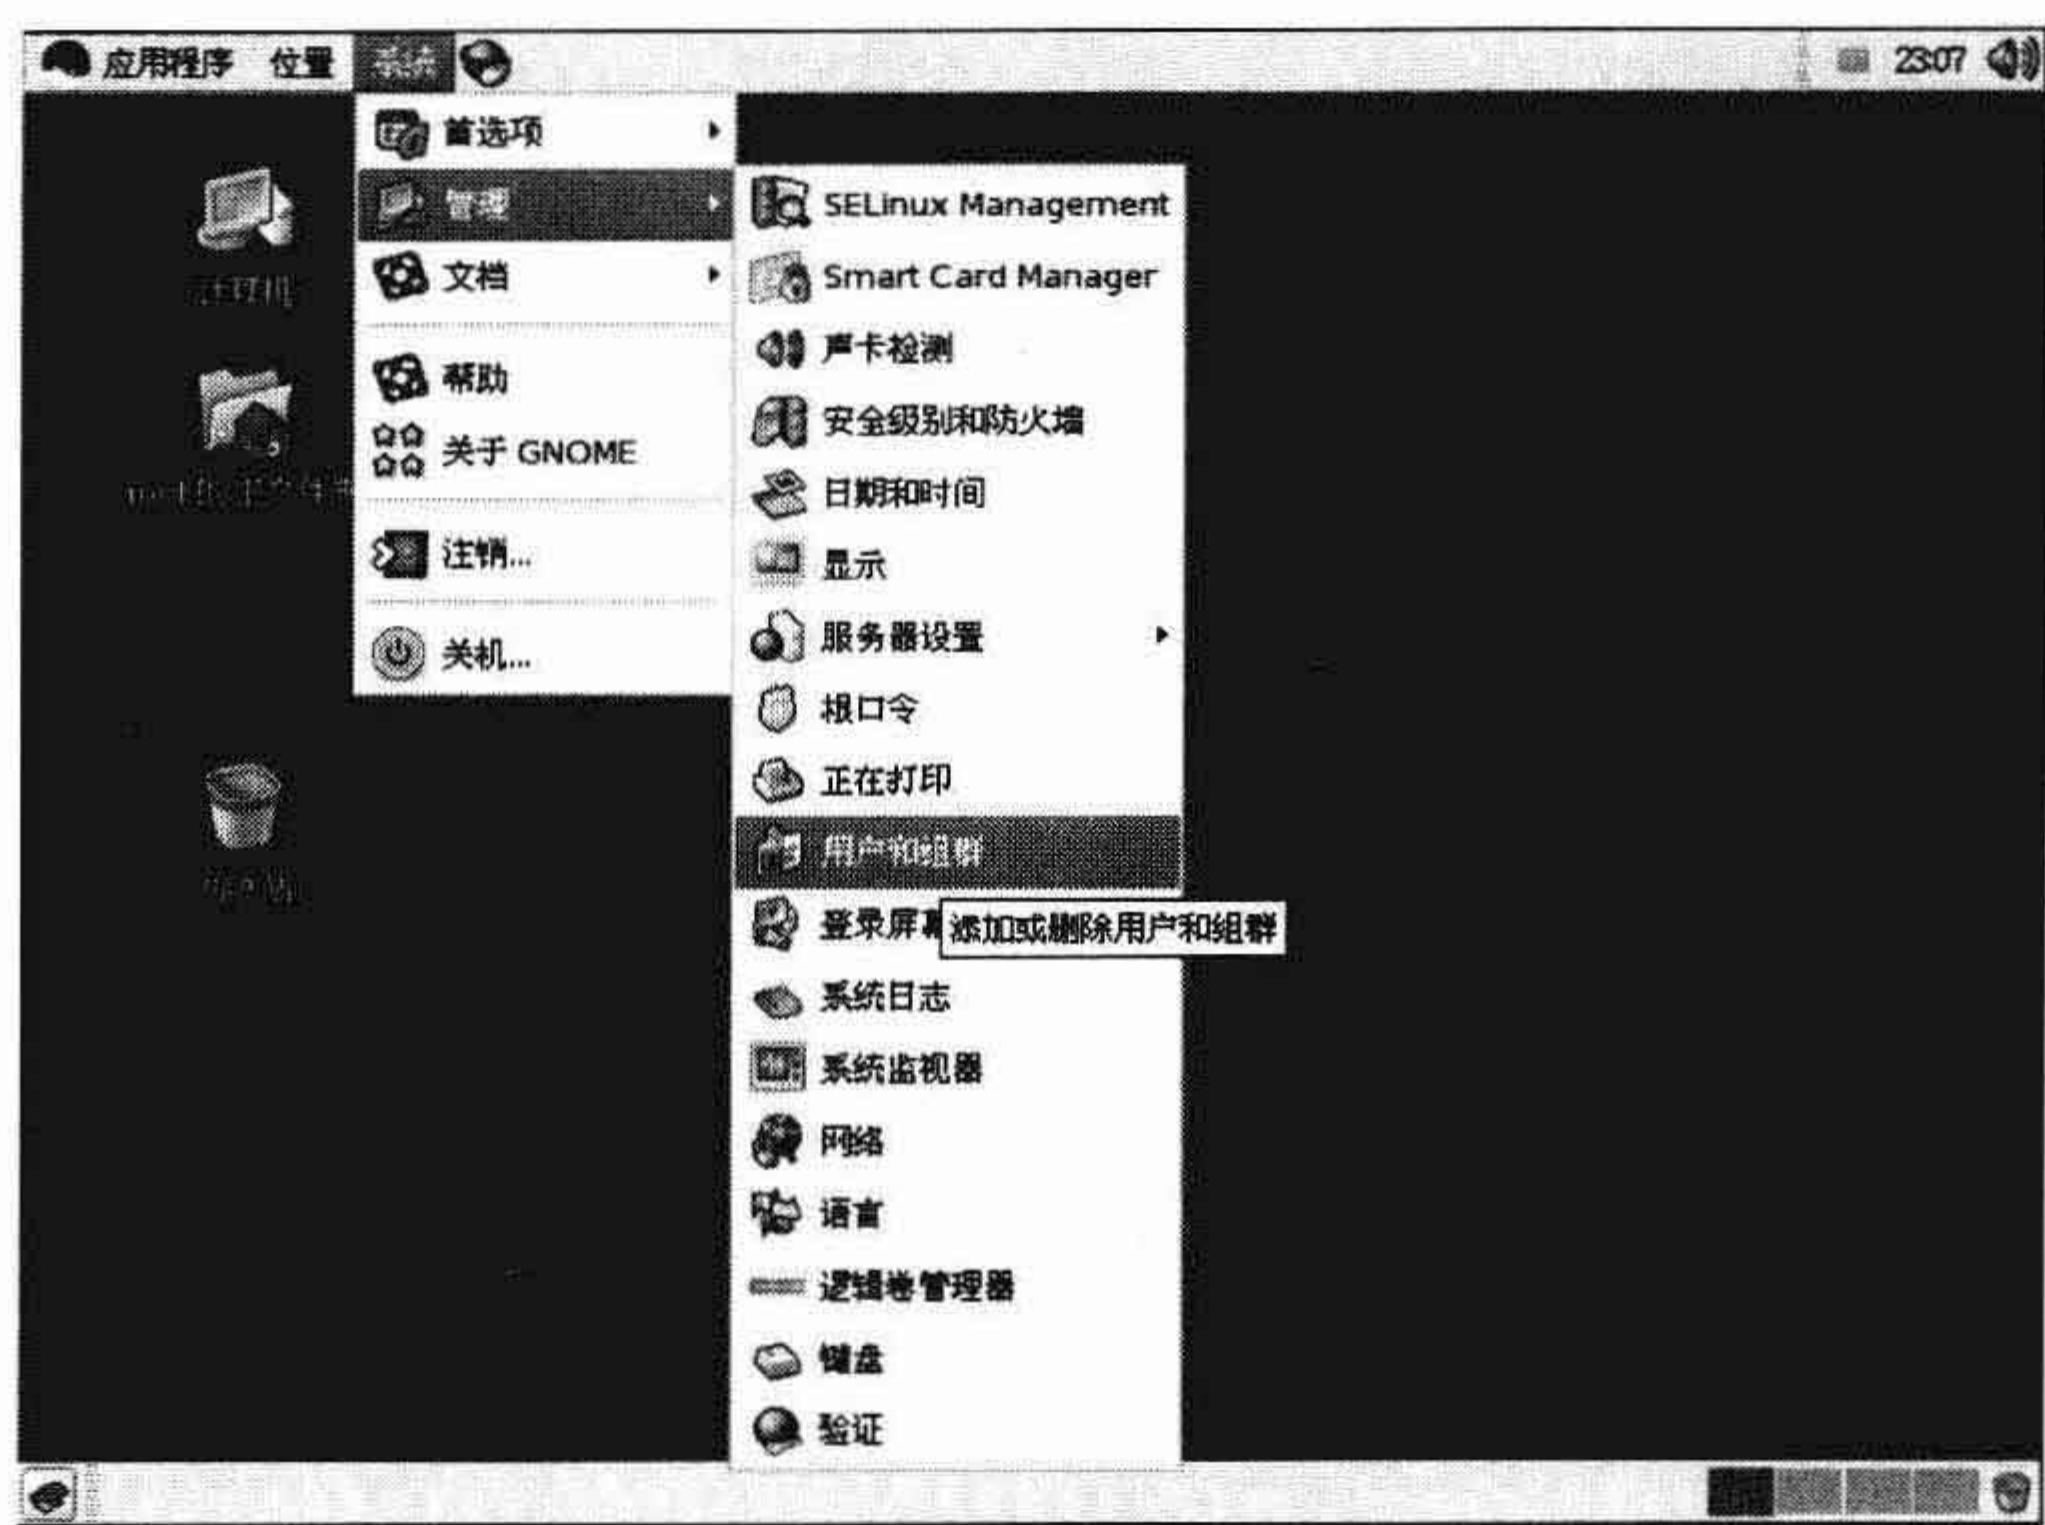 应用程序 位置 系统 23:07
首选项
管理
文档
帮助
关于 GNOME
注销...
关机...
SELinux Management
Smart Card Manager
声卡检测
安全级别和防火墙
日期和时间
显示
服务器设置
根口令
正在打印
用户和组群
登录屏幕
添加或删除用户和组群
系统日志
系统监视器
网络
语言
逻辑卷管理器
键盘
验证